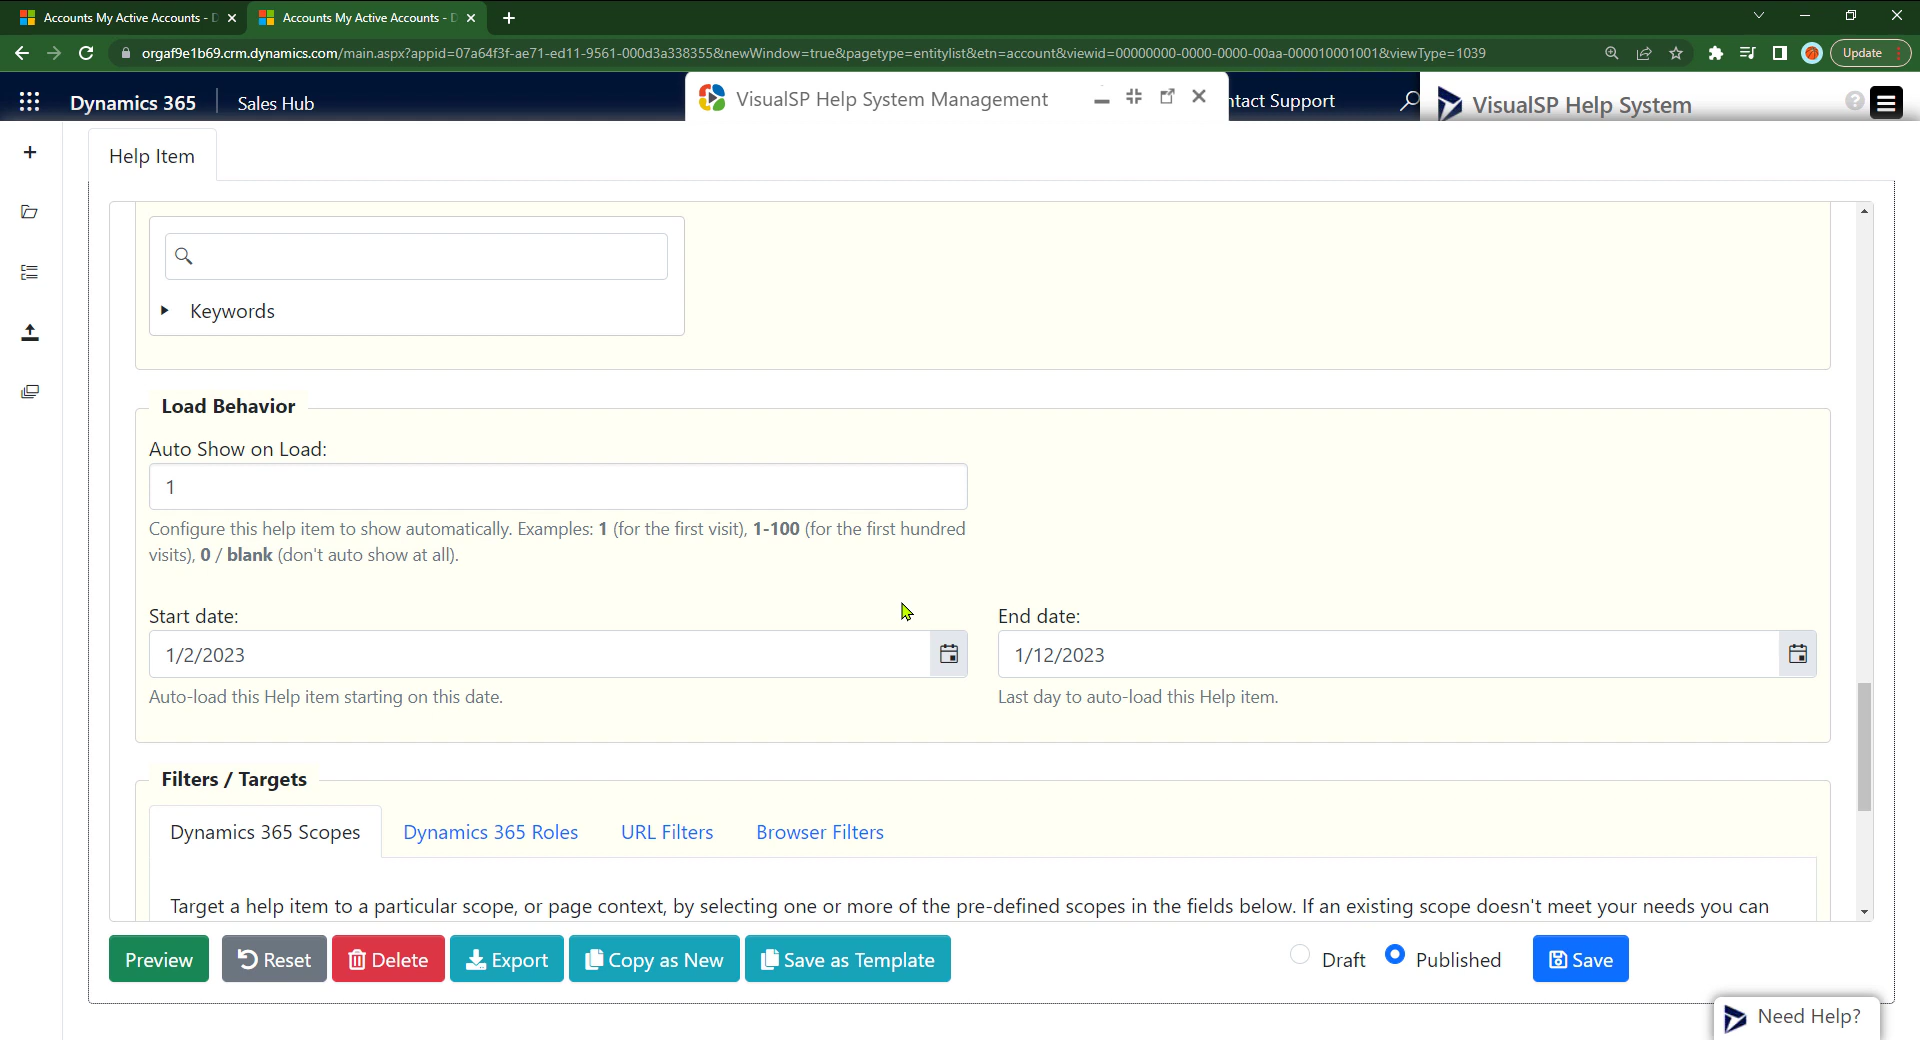 Accounts My Active Accounts - D
Accounts My Active Accounts - D
orgaf9e1b69.crm.dynamics.com/main.aspx?appid=07a64f3f-ae71-ed11-9561-000d3a338355&newWindow=true&pagetype=entitylist&etn=account&viewid=00000000-0000-0000-00aa-000010001001&viewType=1039
Update
Dynamics 365
Sales Hub
VisualSP Help System Management
ntact Support
VisualSP Help System
Help Item
Keywords
Load Behavior
Auto Show on Load:
1
Configure this help item to show automatically. Examples: 1 (for the first visit), 1-100 (for the first hundred
visits), 0 / blank (don't auto show at all).
Start date:
End date:
1/2/2023
1/12/2023
Auto-load this Help item starting on this date.
Last day to auto-load this Help item.
Filters / Targets
Dynamics 365 Scopes
Dynamics 365 Roles
URL Filters
Browser Filters
Target a help item to a particular scope, or page context, by selecting one or more of the pre-defined scopes in the fields below. If an existing scope doesn't meet your needs you can
Preview
Reset
Delete
Export
Copy as New
Save as Template
Draft
Published
Save
Need Help?